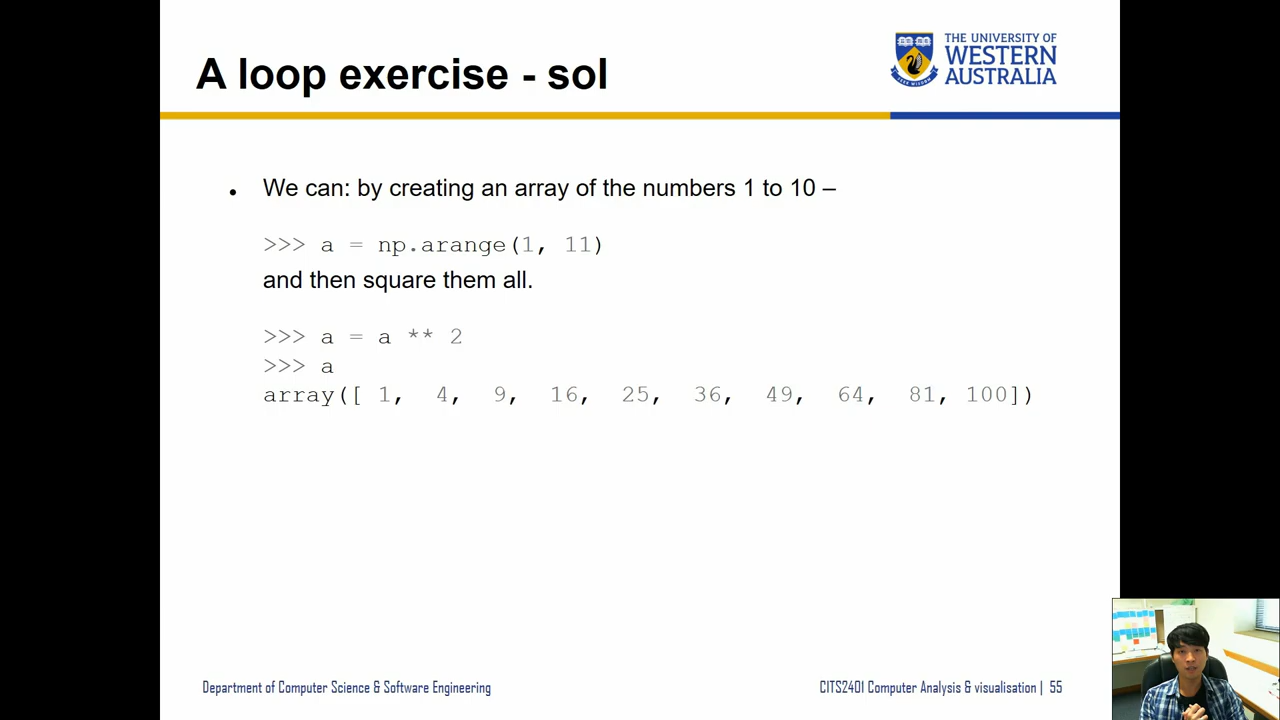 A loop exercise - sol
THE UNIVERSITY OF
WESTERN
AUSTRALIA
• We can: by creating an array of the numbers 1 to 10 –
>>> a = np.arange(1, 11)
and then square them all.
>>> a = a ** 2
>>> a
array([ 1, 4, 9, 16, 25, 36, 49, 64, 81, 100])
Department of Computer Science & Software Engineering
CITS2401 Computer Analysis & visualisation | 55